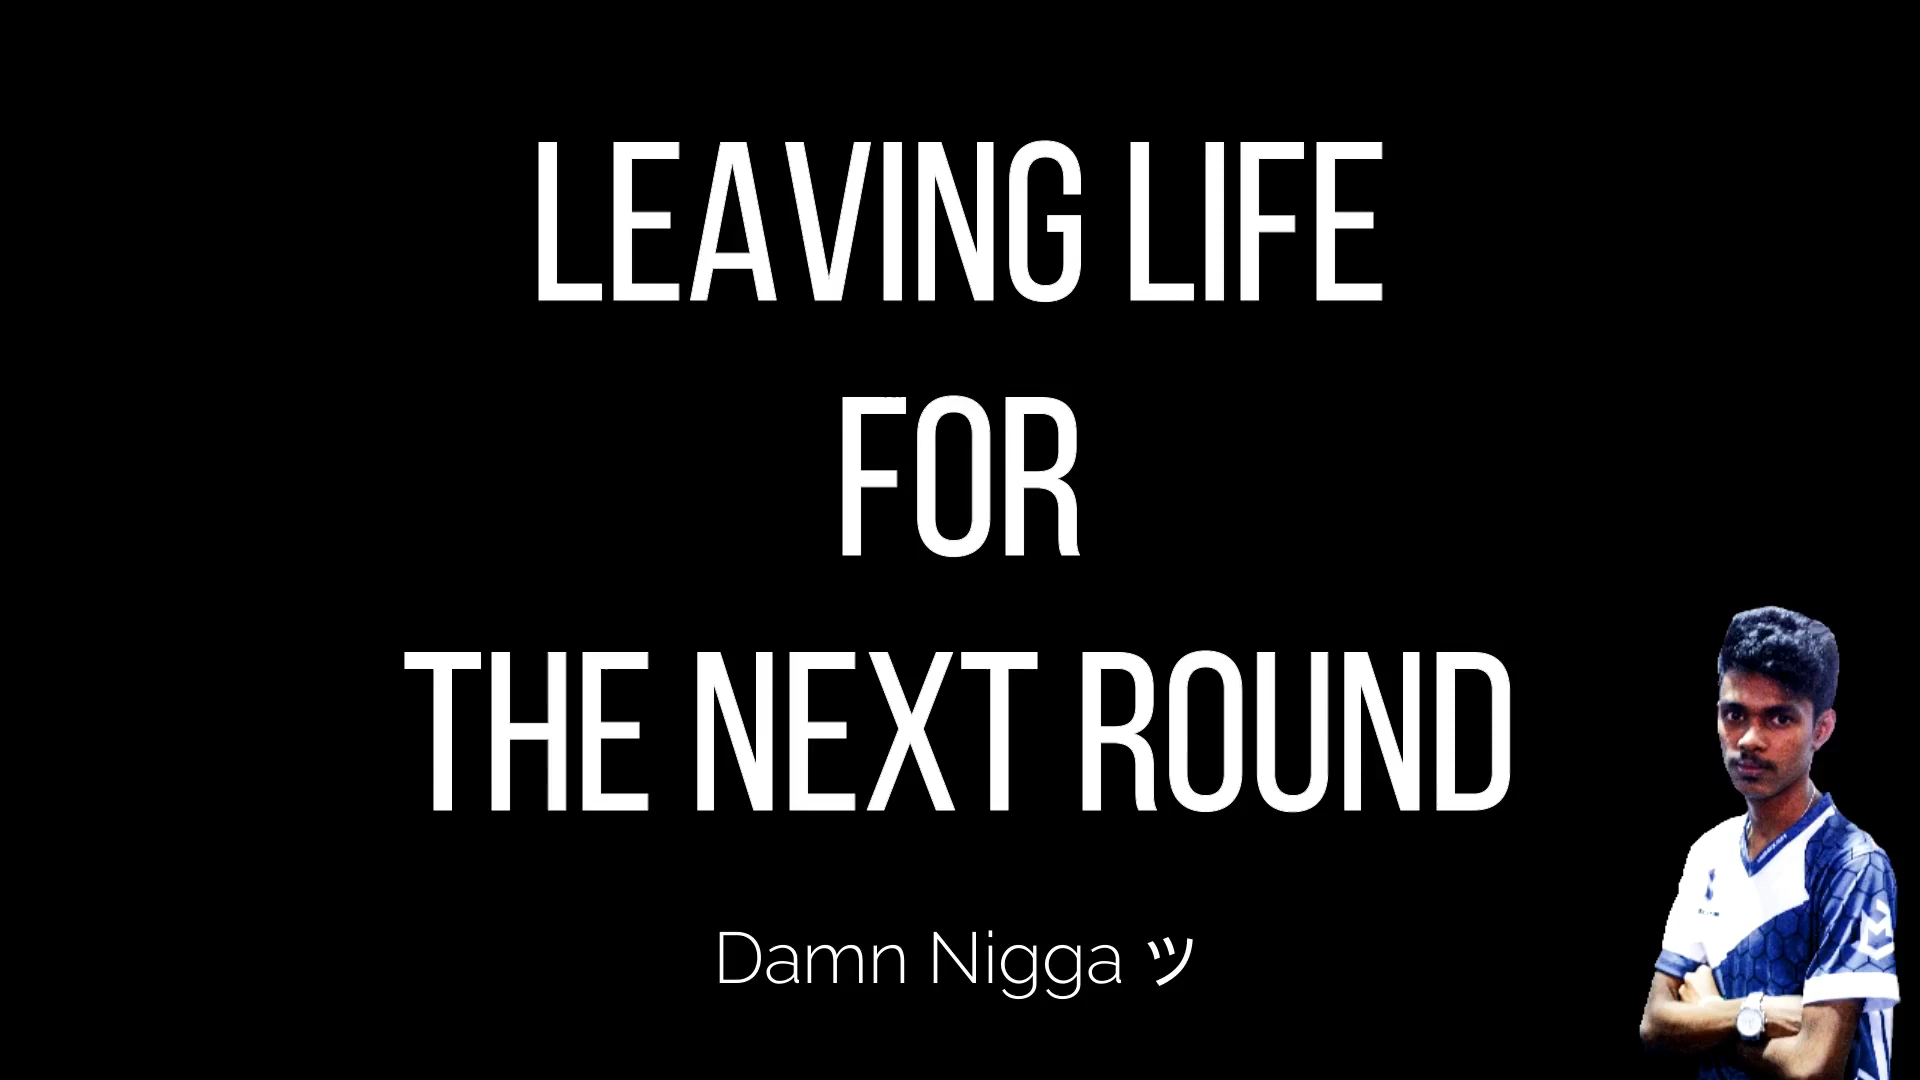 LEAVING LIFE
FOR
THE NEXT ROUND
Damn Nigga ツ